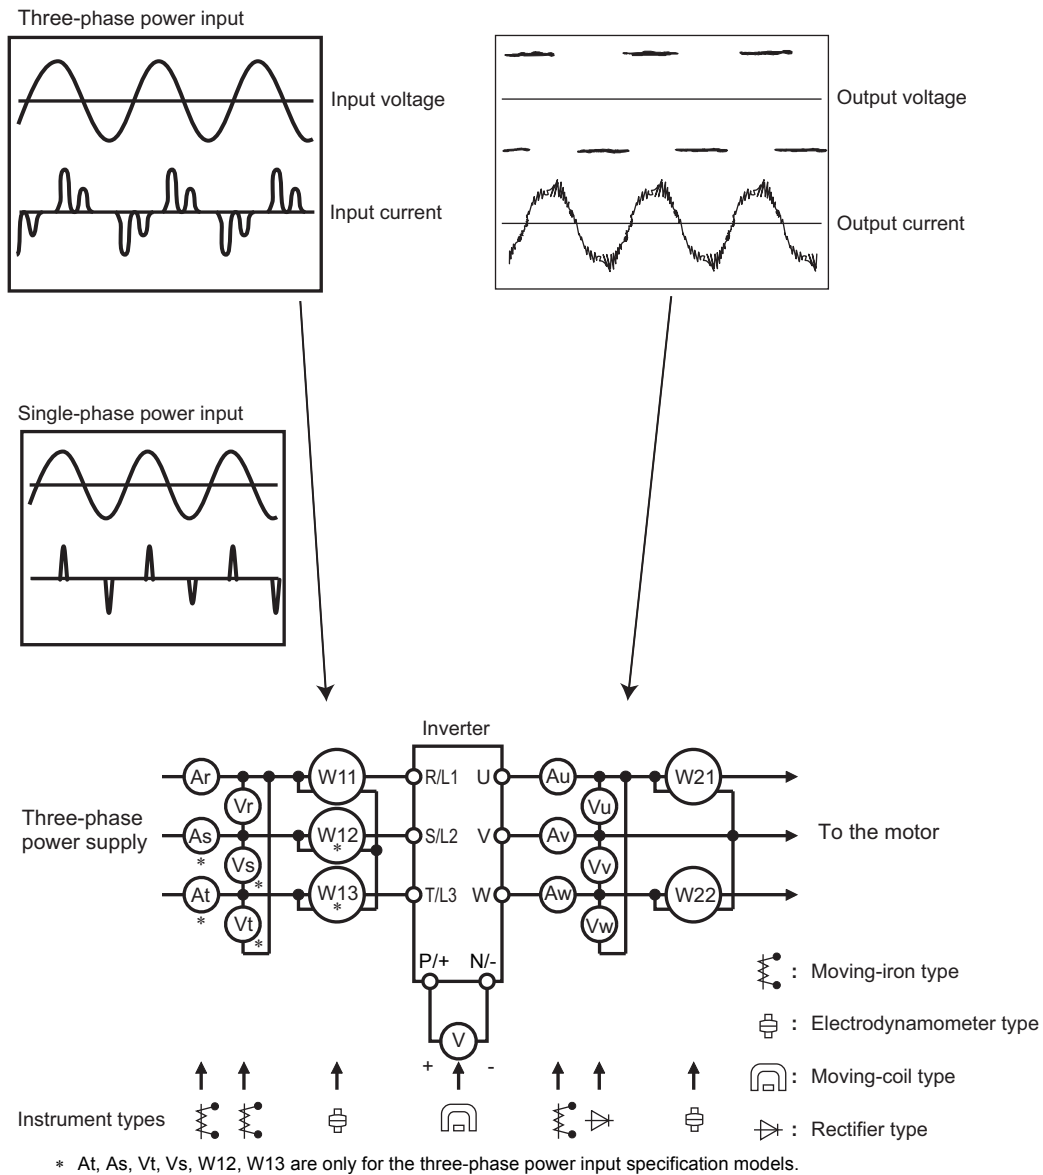 Three-phase power input
Input voltage
Input current
Output voltage
Output current
Single-phase power input
Inverter
Ar
W11
R/L1
U
Au
W21
Vr
Vu
Three-phase
power supply
As
*
W12
*
S/L2
V
Av
To the motor
Vs
*
Vv
At
*
W13
*
T/L3
W
Aw
W22
Vt
*
Vw
P/+
N/-
V
+
-
: Moving-iron type
: Electrodynamometer type
: Moving-coil type
: Rectifier type
Instrument types
* At, As, Vt, Vs, W12, W13 are only for the three-phase power input specification models.